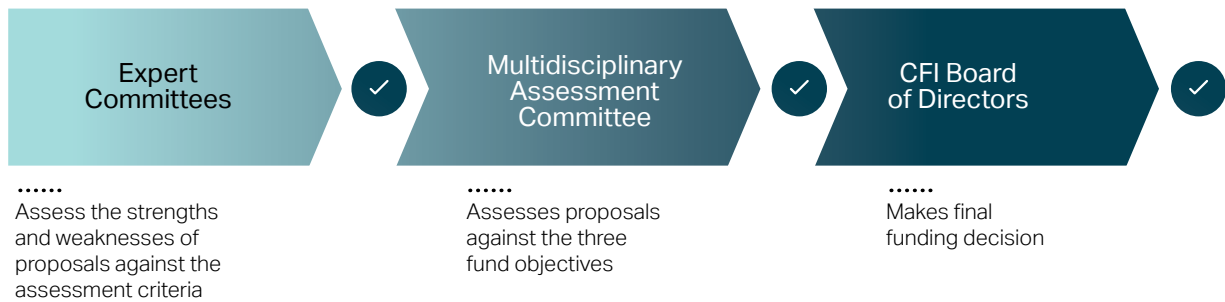 Expert
Committees
Multidisciplinary
Assessment
Committee
CFI Board
of Directors
......
Assess the strengths
and weaknesses of
proposals against the
assessment criteria
......
Assesses proposals
against the three
fund objectives
......
Makes final
funding decision